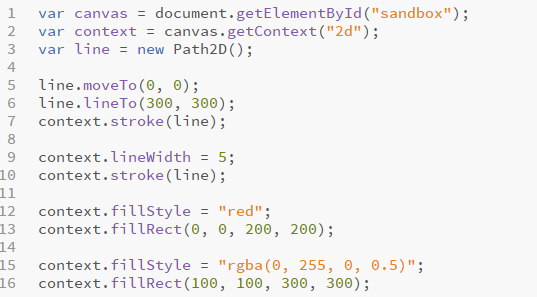 1 var canvas = document.getElementById("sandbox");
2 var context = canvas.getContext("2d");
3 var line = new Path2D();
4
5 line.moveTo(0, 0);
6 line.lineTo(300, 300);
7 context.stroke(line);
8
9 context.lineWidth = 5;
10 context.stroke(line);
11
12 context.fillStyle = "red";
13 context.fillRect(0, 0, 200, 200);
14
15 context.fillStyle = "rgba(0, 255, 0, 0.5)";
16 context.fillRect(100, 100, 300, 300);